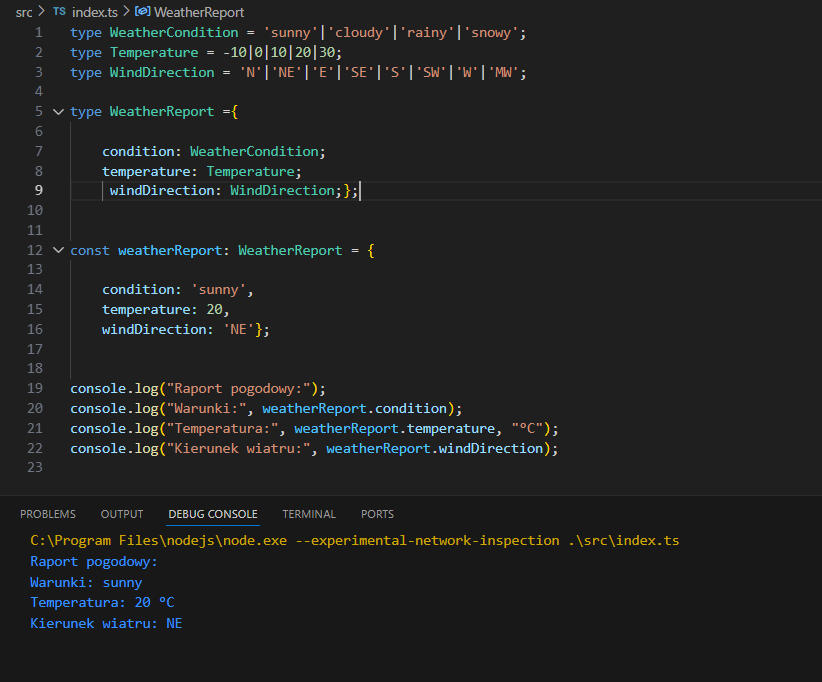 src > TS index.ts > WeatherReport
1 type WeatherCondition = 'sunny'|'cloudy'|'rainy'|'snowy';
2 type Temperature = -10|0|10|20|30;
3 type WindDirection = 'N'|'NE'|'E'|'SE'|'S'|'SW'|'W'|'MW';
4
5 type WeatherReport ={
6
7 condition: WeatherCondition;
8 temperature: Temperature;
9 windDirection: WindDirection;};
10
11
12 const weatherReport: WeatherReport = {
13
14 condition: 'sunny',
15 temperature: 20,
16 windDirection: 'NE'};
17
18
19 console.log("Raport pogodowy:");
20 console.log("Warunki:", weatherReport.condition);
21 console.log("Temperatura:", weatherReport.temperature, "°C");
22 console.log("Kierunek wiatru:", weatherReport.windDirection);
23
PROBLEMS OUTPUT DEBUG CONSOLE TERMINAL PORTS
C:\Program Files\nodejs\node.exe --experimental-network-inspection .\src\index.ts
Raport pogodowy:
Warunki: sunny
Temperatura: 20 °C
Kierunek wiatru: NE